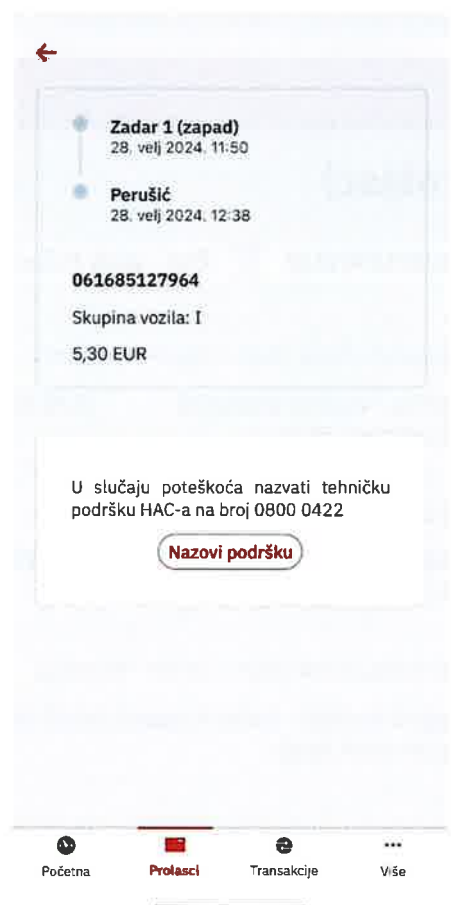 Zadar 1 (zapad)
28. velj 2024. 11:50
Perušić
28. velj 2024. 12:38
061685127964
Skupina vozila: I
5,30 EUR
U slučaju poteškoća nazvati tehničku
podršku HAC-a na broj 0800 0422
Nazovi podršku
Početna
Prolasci
Transakcije
Više